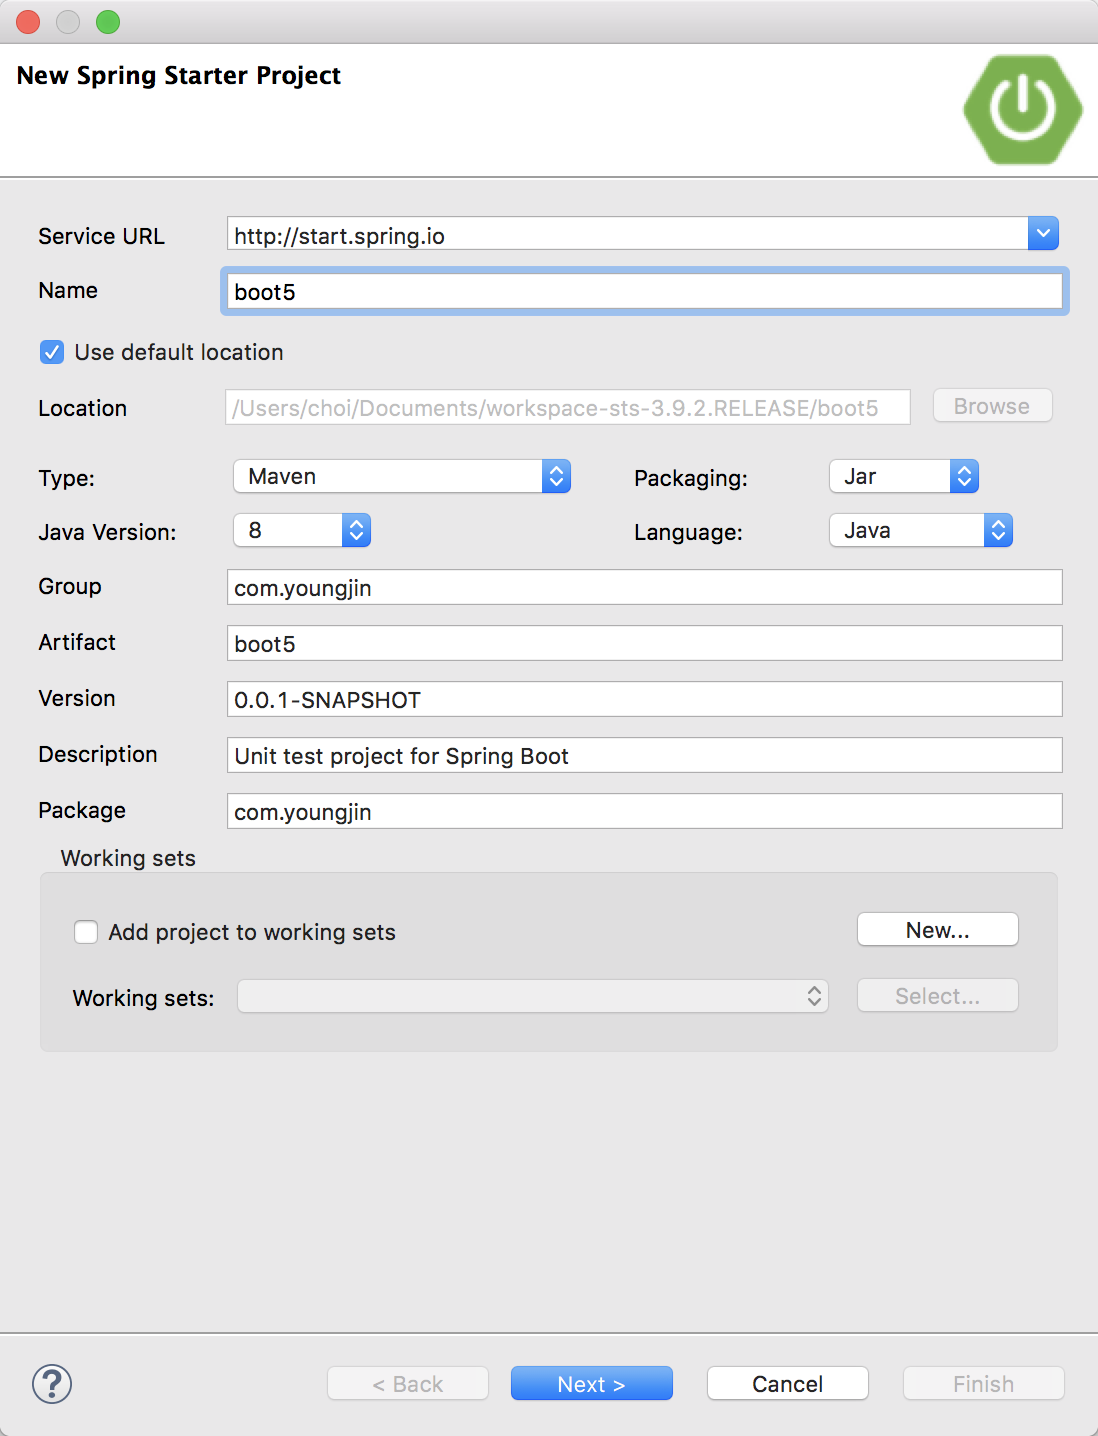 New Spring Starter Project
Service URL http://start.spring.io
Name boot5
Use default location
Location /Users/choi/Documents/workspace-sts-3.9.2.RELEASE/boot5 Browse
Type: Maven Packaging: Jar
Java Version: 8 Language: Java
Group com.youngjin
Artifact boot5
Version 0.0.1-SNAPSHOT
Description Unit test project for Spring Boot
Package com.youngjin
Working sets
Add project to working sets New...
Working sets: Select...
? < Back Next > Cancel Finish